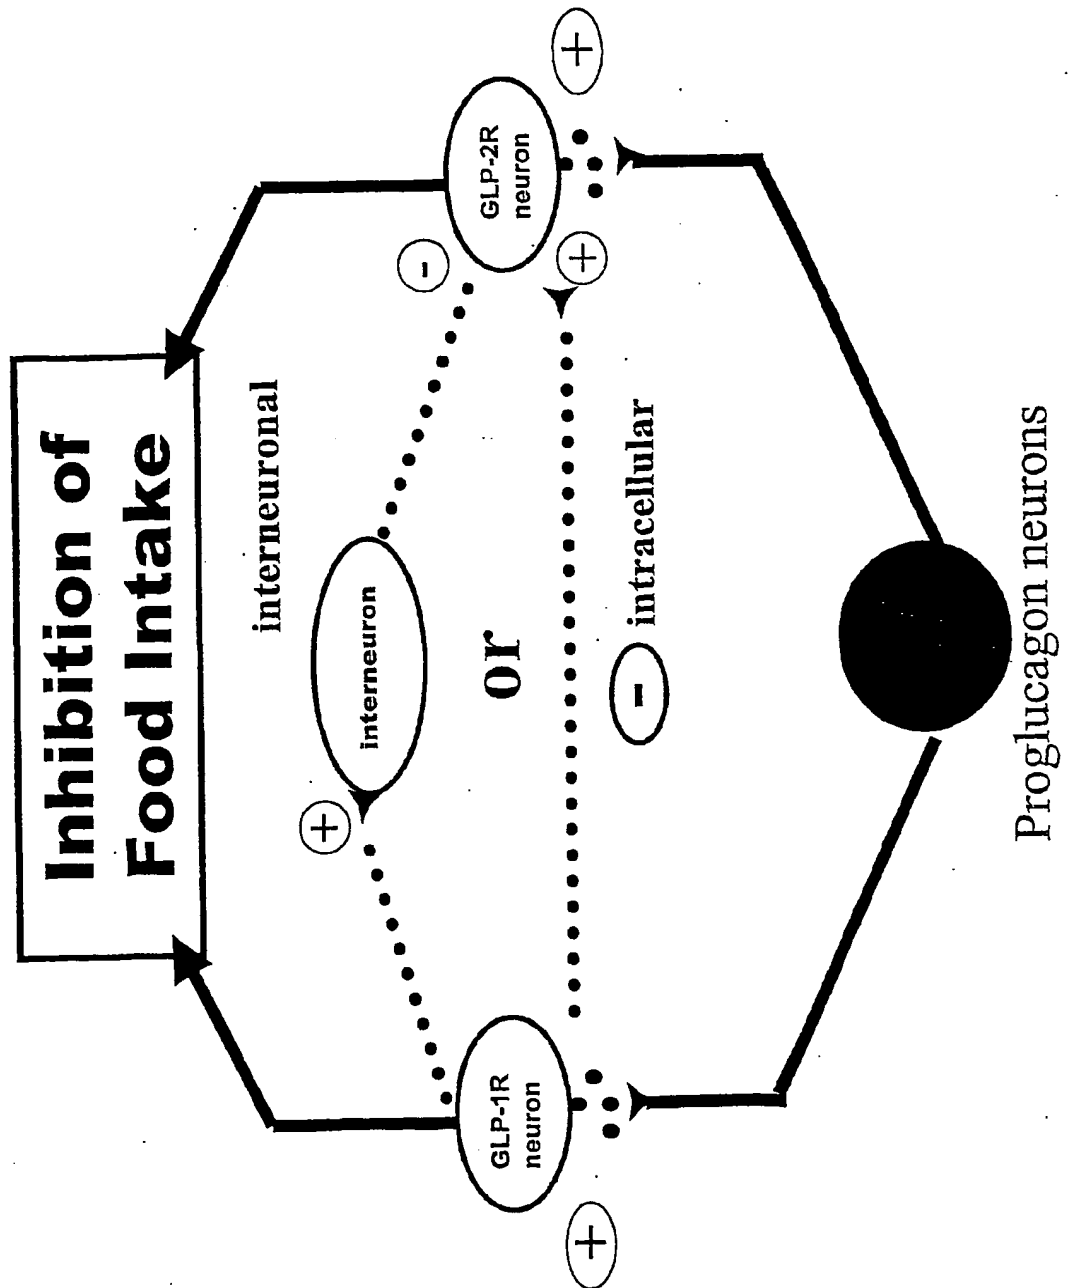 Inhibition of
Food Intake
interneuronal
+
-
interneuron
or
GLP-1R
neuron
GLP-2R
neuron
+
+
+
- intracellular
Proglucagon neurons